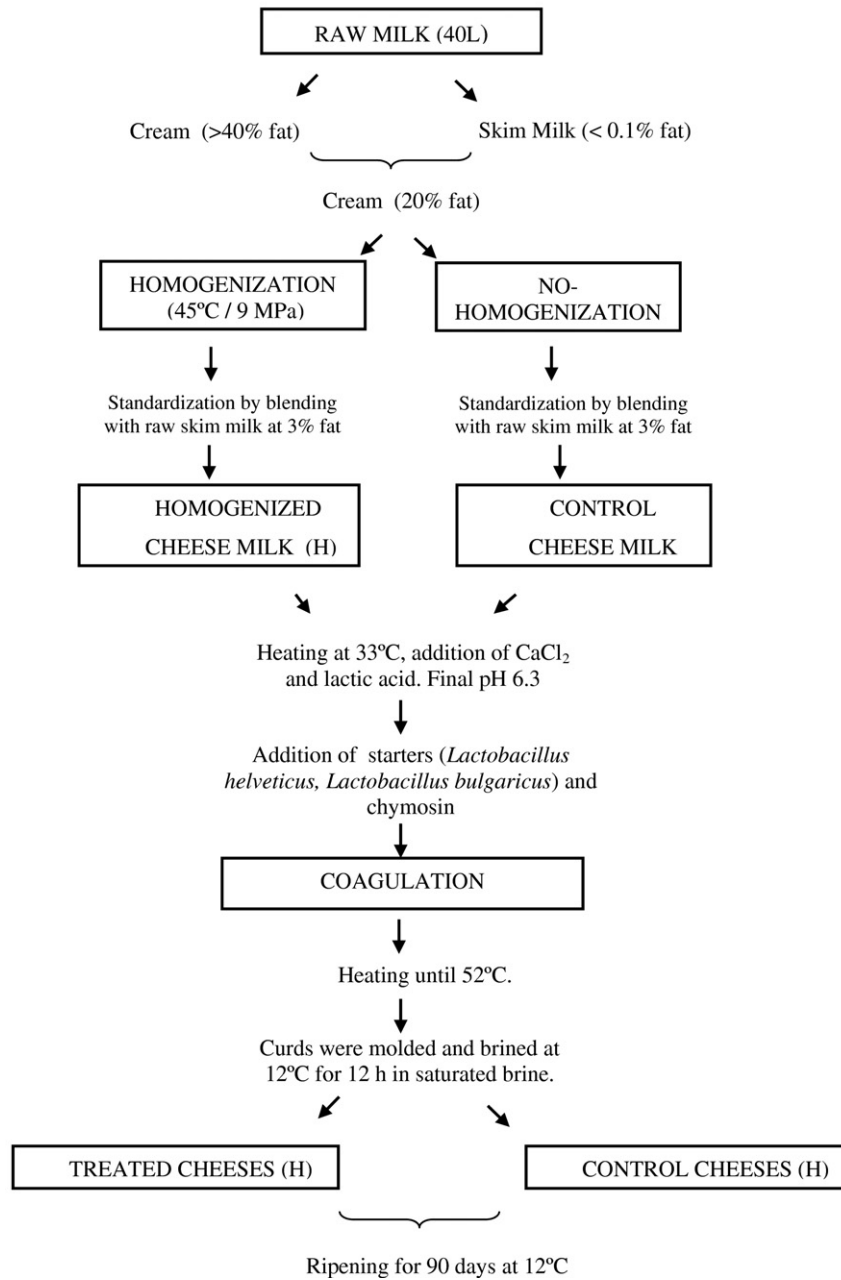 RAW MILK (40L)
Cream (>40% fat)
Skim Milk (< 0.1% fat)
Cream (20% fat)
HOMOGENIZATION
(45ºC / 9 MPa)
NO-
HOMOGENIZATION
Standardization by blending
with raw skim milk at 3% fat
Standardization by blending
with raw skim milk at 3% fat
HOMOGENIZED
CHEESE MILK (H)
CONTROL
CHEESE MILK
Heating at 33ºC, addition of CaCl₂
and lactic acid. Final pH 6.3
Addition of starters (Lactobacillus
helveticus, Lactobacillus bulgaricus) and
chymosin
COAGULATION
Heating until 52ºC.
Curds were molded and brined at
12ºC for 12 h in saturated brine.
TREATED CHEESES (H)
CONTROL CHEESES (H)
Ripening for 90 days at 12ºC